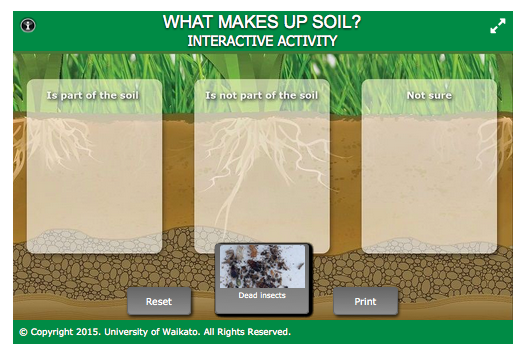 WHAT MAKES UP SOIL?
INTERACTIVE ACTIVITY
Is part of the soil
Is not part of the soil
Not sure
Dead insects
Reset
Print
© Copyright 2015. University of Waikato. All Rights Reserved.